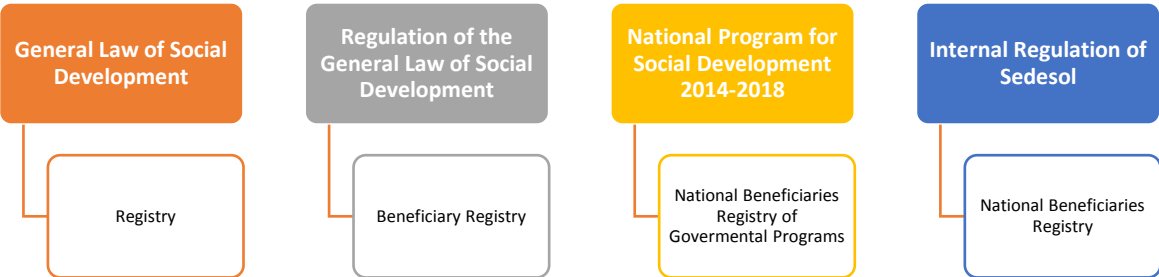 General Law of Social
Development
Regulation of the
General Law of Social
Development
National Program for
Social Development
2014-2018
Internal Regulation of
Sedesol
Registry
Beneficiary Registry
National Beneficiaries
Registry of
Govermental Programs
National Beneficiaries
Registry